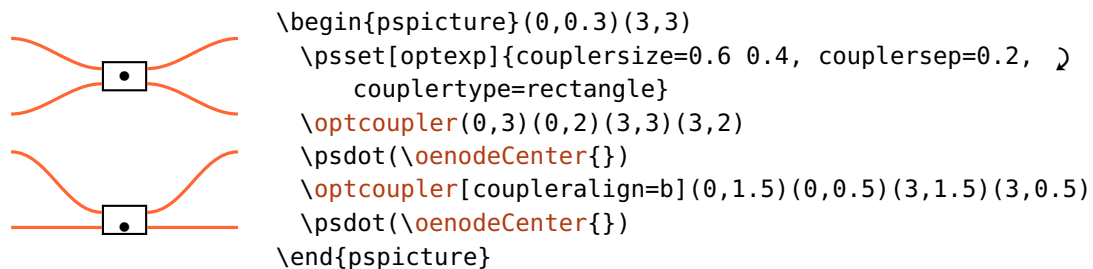 \begin{pspicture}(0,0.3)(3,3)
\psset[optexp]{couplersize=0.6 0.4, couplersep=0.2,
couplertype=rectangle}
\optcoupler(0,3)(0,2)(3,3)(3,2)
\psdot(\oenodeCenter{})
\optcoupler[coupleralign=b](0,1.5)(0,0.5)(3,1.5)(3,0.5)
\psdot(\oenodeCenter{})
\end{pspicture}